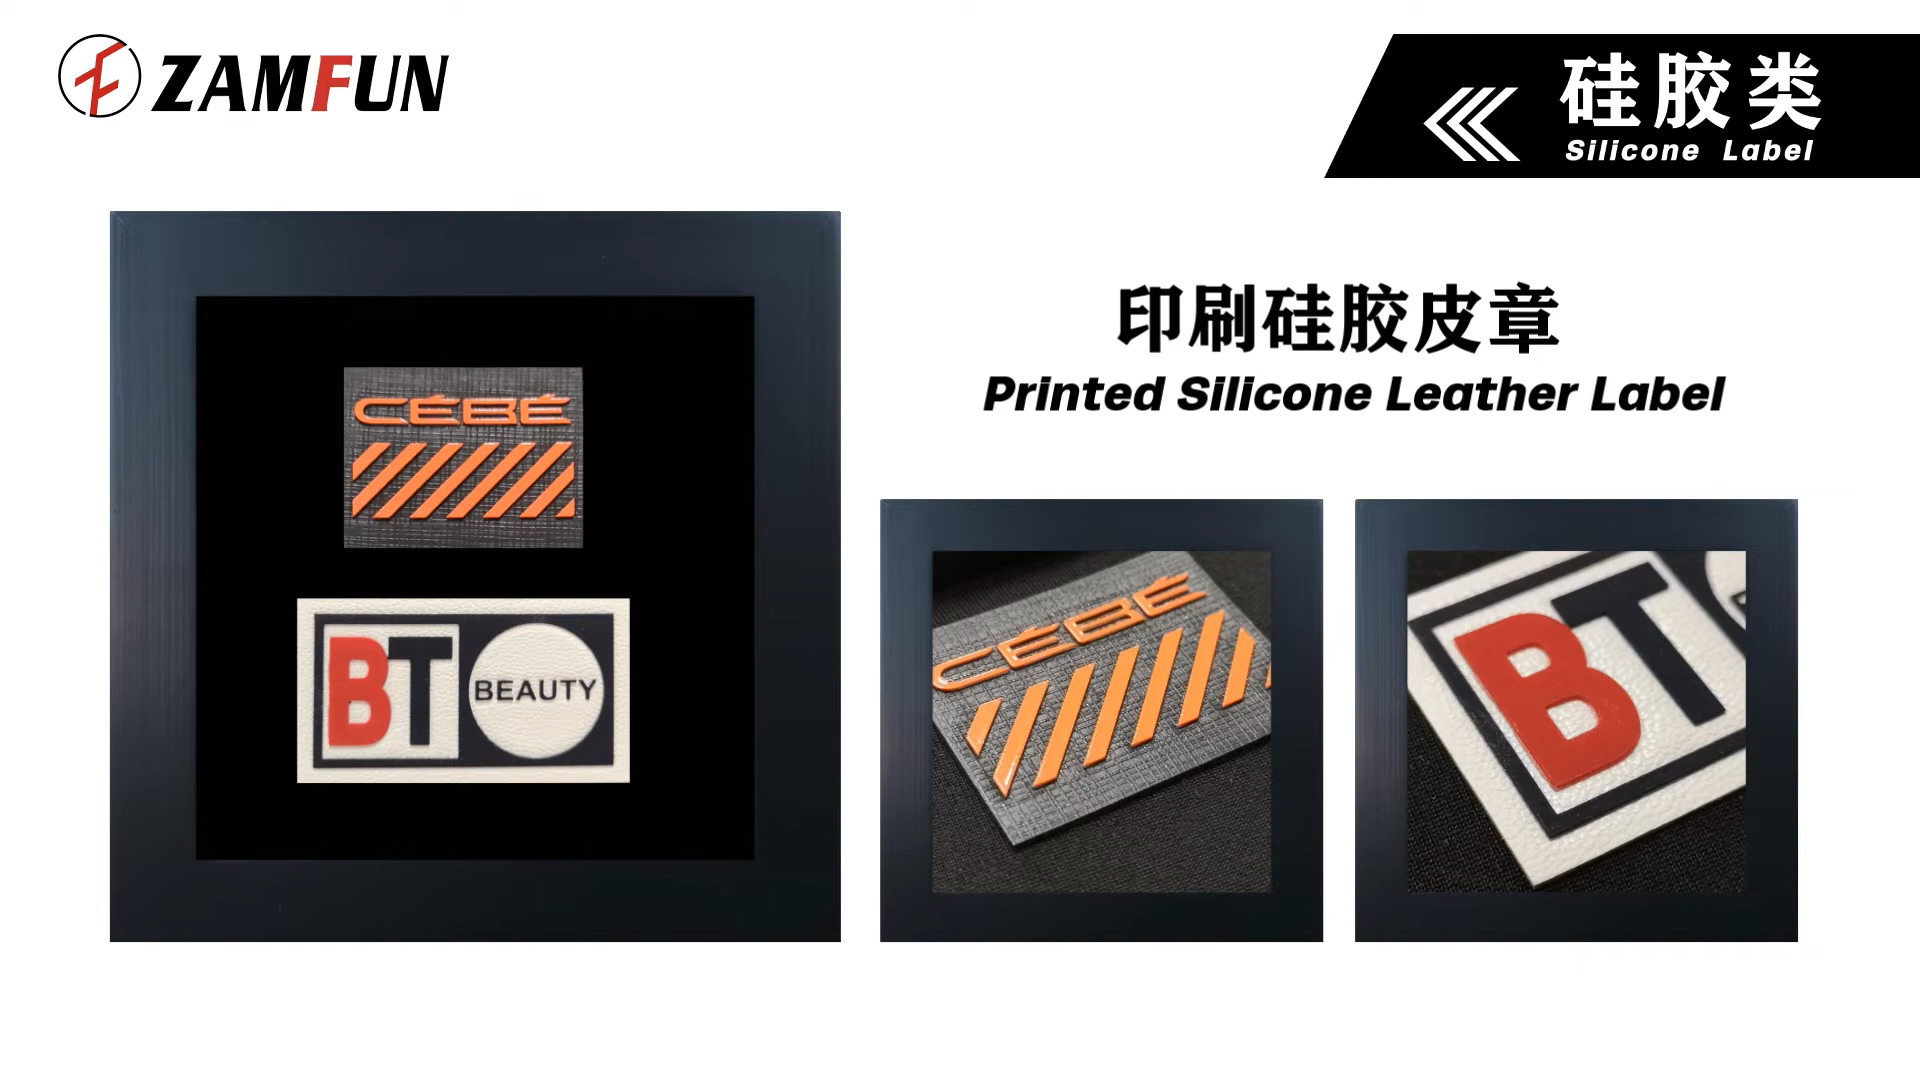 ZAMFUN
硅胶类
Silicone Label
印刷硅胶皮章
Printed Silicone Leather Label
CÉBÉ
BT BEAUTY
CÉBÉ
BT